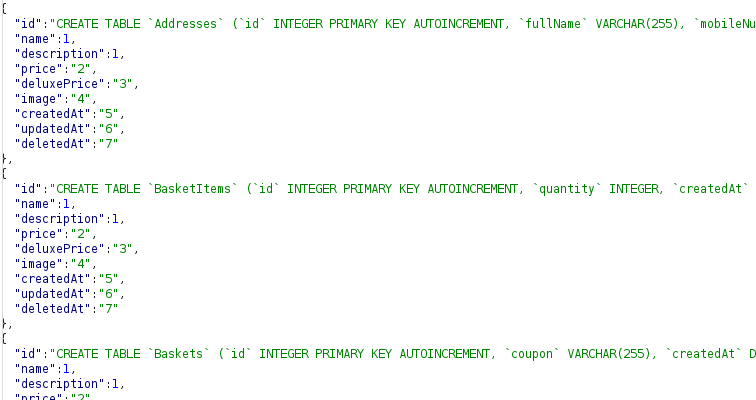 {
"id":"CREATE TABLE `Addresses` (`id` INTEGER PRIMARY KEY AUTOINCREMENT, `fullName` VARCHAR(255), `mobileNu
"name":1,
"description":1,
"price":"2",
"deluxePrice":"3",
"image":"4",
"createdAt":"5",
"updatedAt":"6",
"deletedAt":"7"
},
{
"id":"CREATE TABLE `BasketItems` (`id` INTEGER PRIMARY KEY AUTOINCREMENT, `quantity` INTEGER, `createdAt`
"name":1,
"description":1,
"price":"2",
"deluxePrice":"3",
"image":"4",
"createdAt":"5",
"updatedAt":"6",
"deletedAt":"7"
},
{
"id":"CREATE TABLE `Baskets` (`id` INTEGER PRIMARY KEY AUTOINCREMENT, `coupon` VARCHAR(255), `createdAt` D
"name":1,
"description":1,
"price":"2"